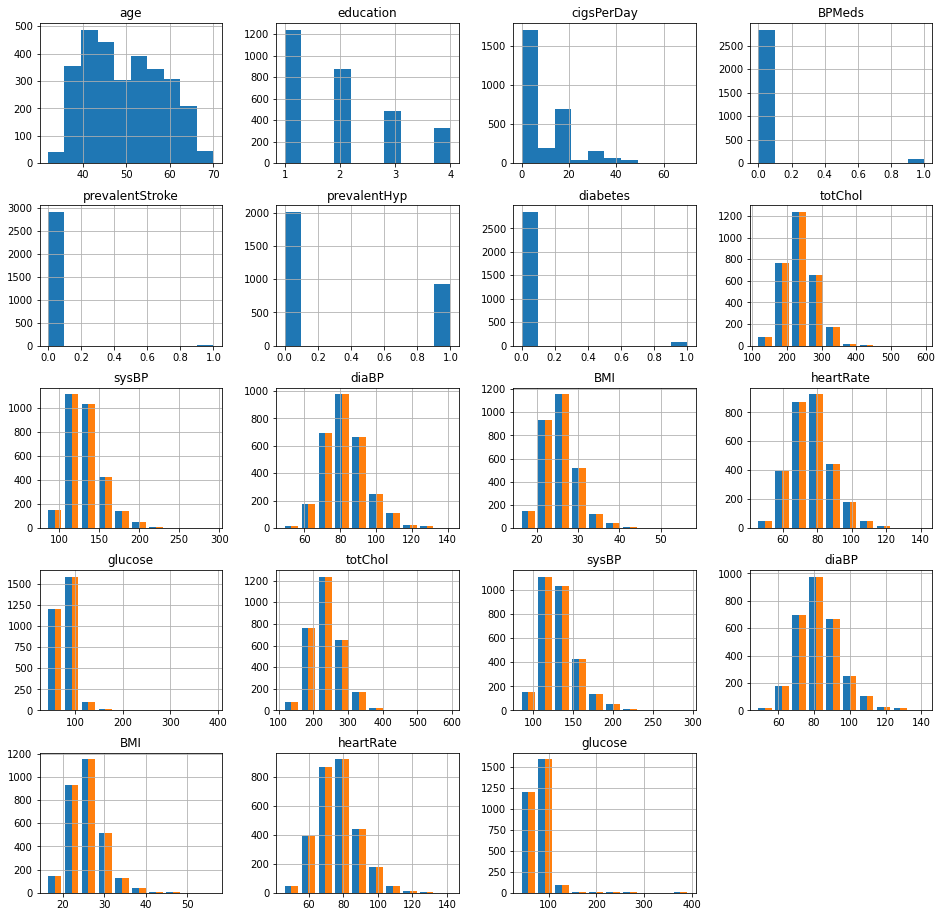 age education cigsPerDay BPMeds
500 400 300 200 100 0
40 50 60 70
1200 1000 800 600 400 200 0
1 2 3 4
1500 1000 500 0
0 20 40 60
2500 2000 1500 1000 500 0
0.0 0.2 0.4 0.6 0.8 1.0
prevalentStroke prevalentHyp diabetes totChol
3000 2500 2000 1500 1000 500 0
0.0 0.2 0.4 0.6 0.8 1.0
2000 1500 1000 500 0
0.0 0.2 0.4 0.6 0.8 1.0
2500 2000 1500 1000 500 0
0.0 0.2 0.4 0.6 0.8 1.0
1200 1000 800 600 400 200 0
100 200 300 400 500 600
sysBP diaBP BMI heartRate
1000 800 600 400 200 0
100 150 200 250 300
1000 800 600 400 200 0
60 80 100 120 140
1200 1000 800 600 400 200 0
20 30 40 50
800 600 400 200 0
40 60 80 100 120 140
glucose totChol sysBP diaBP
1500 1250 1000 750 500 250 0
100 200 300 400
1200 1000 800 600 400 200 0
100 200 300 400 500 600
1000 800 600 400 200 0
100 150 200 250 300
1000 800 600 400 200 0
60 80 100 120 140
BMI heartRate glucose
1200 1000 800 600 400 200 0
20 30 40 50
800 600 400 200 0
40 60 80 100 120 140
1500 1250 1000 750 500 250 0
100 200 300 400